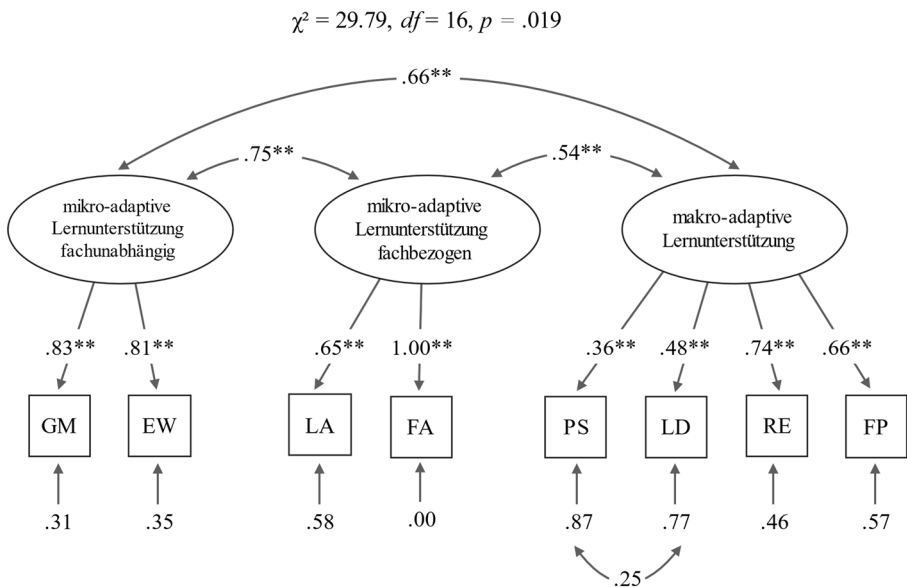 χ² = 29.79, df = 16, p = .019
.66**
.75**
.54**
mikro-adaptive
Lernunterstützung
fachunabhängig
mikro-adaptive
Lernunterstützung
fachbezogen
makro-adaptive
Lernunterstützung
.83** .81** .65** 1.00** .36** .48** .74** .66**
GM EW LA FA PS LD RE FP
.31 .35 .58 .00 .87 .77 .46 .57
.25